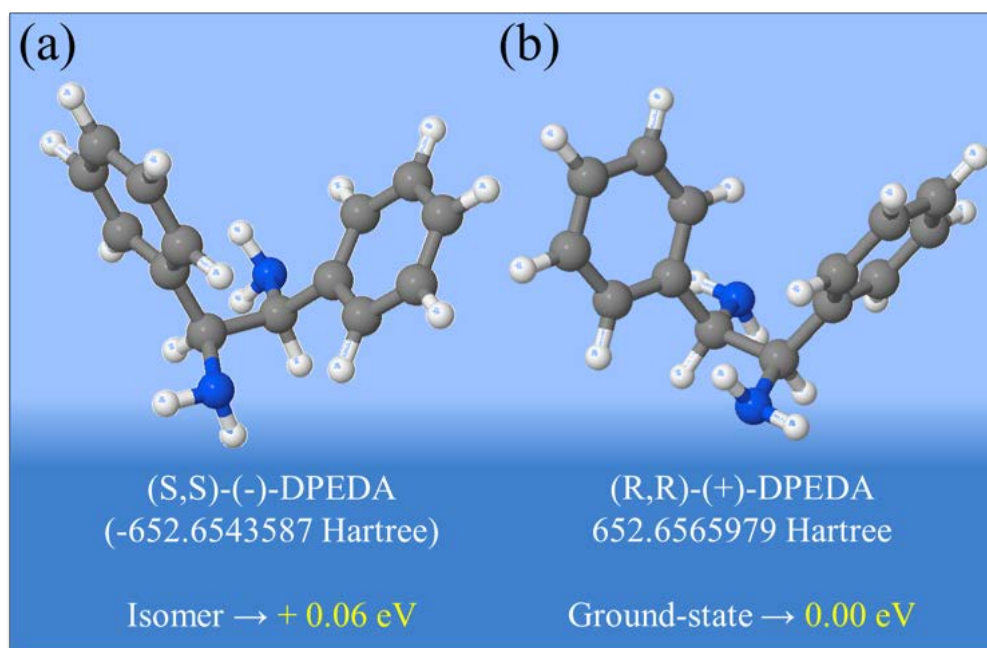 (a)
(b)
(S,S)-(-)-DPEDA
(-652.6543587 Hartree)
Isomer → + 0.06 eV
(R,R)-(+)-DPEDA
652.6565979 Hartree
Ground-state → 0.00 eV